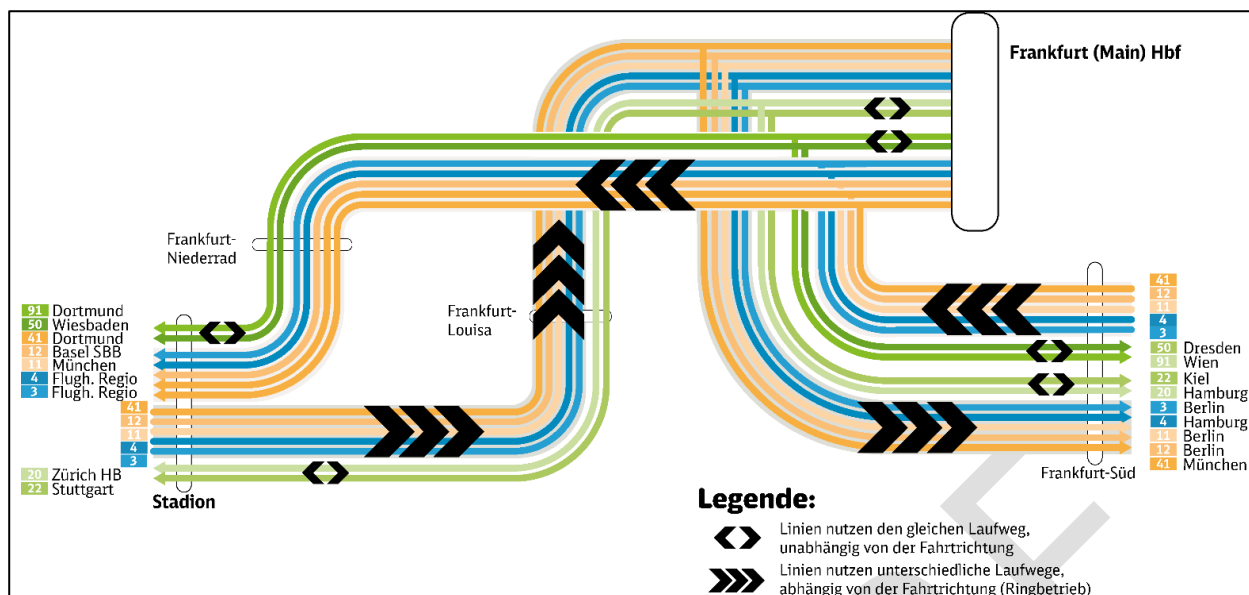 Frankfurt (Main) Hbf
Frankfurt-
Niederrad
Frankfurt-
Louisa
91 Dortmund
50 Wiesbaden
41 Dortmund
12 Basel SBB
11 München
4 Flugh. Regio
3 Flugh. Regio
41
12
11
4
3
20 Zürich HB
22 Stuttgart
Stadion
41
12
11
4
3
50 Dresden
91 Wien
22 Kiel
20 Hamburg
3 Berlin
4 Hamburg
11 Berlin
12 Berlin
41 München
Frankfurt-Süd
Legende:
Linien nutzen den gleichen Laufweg,
unabhängig von der Fahrtrichtung
Linien nutzen unterschiedliche Laufwege,
abhängig von der Fahrtrichtung (Ringbetrieb)